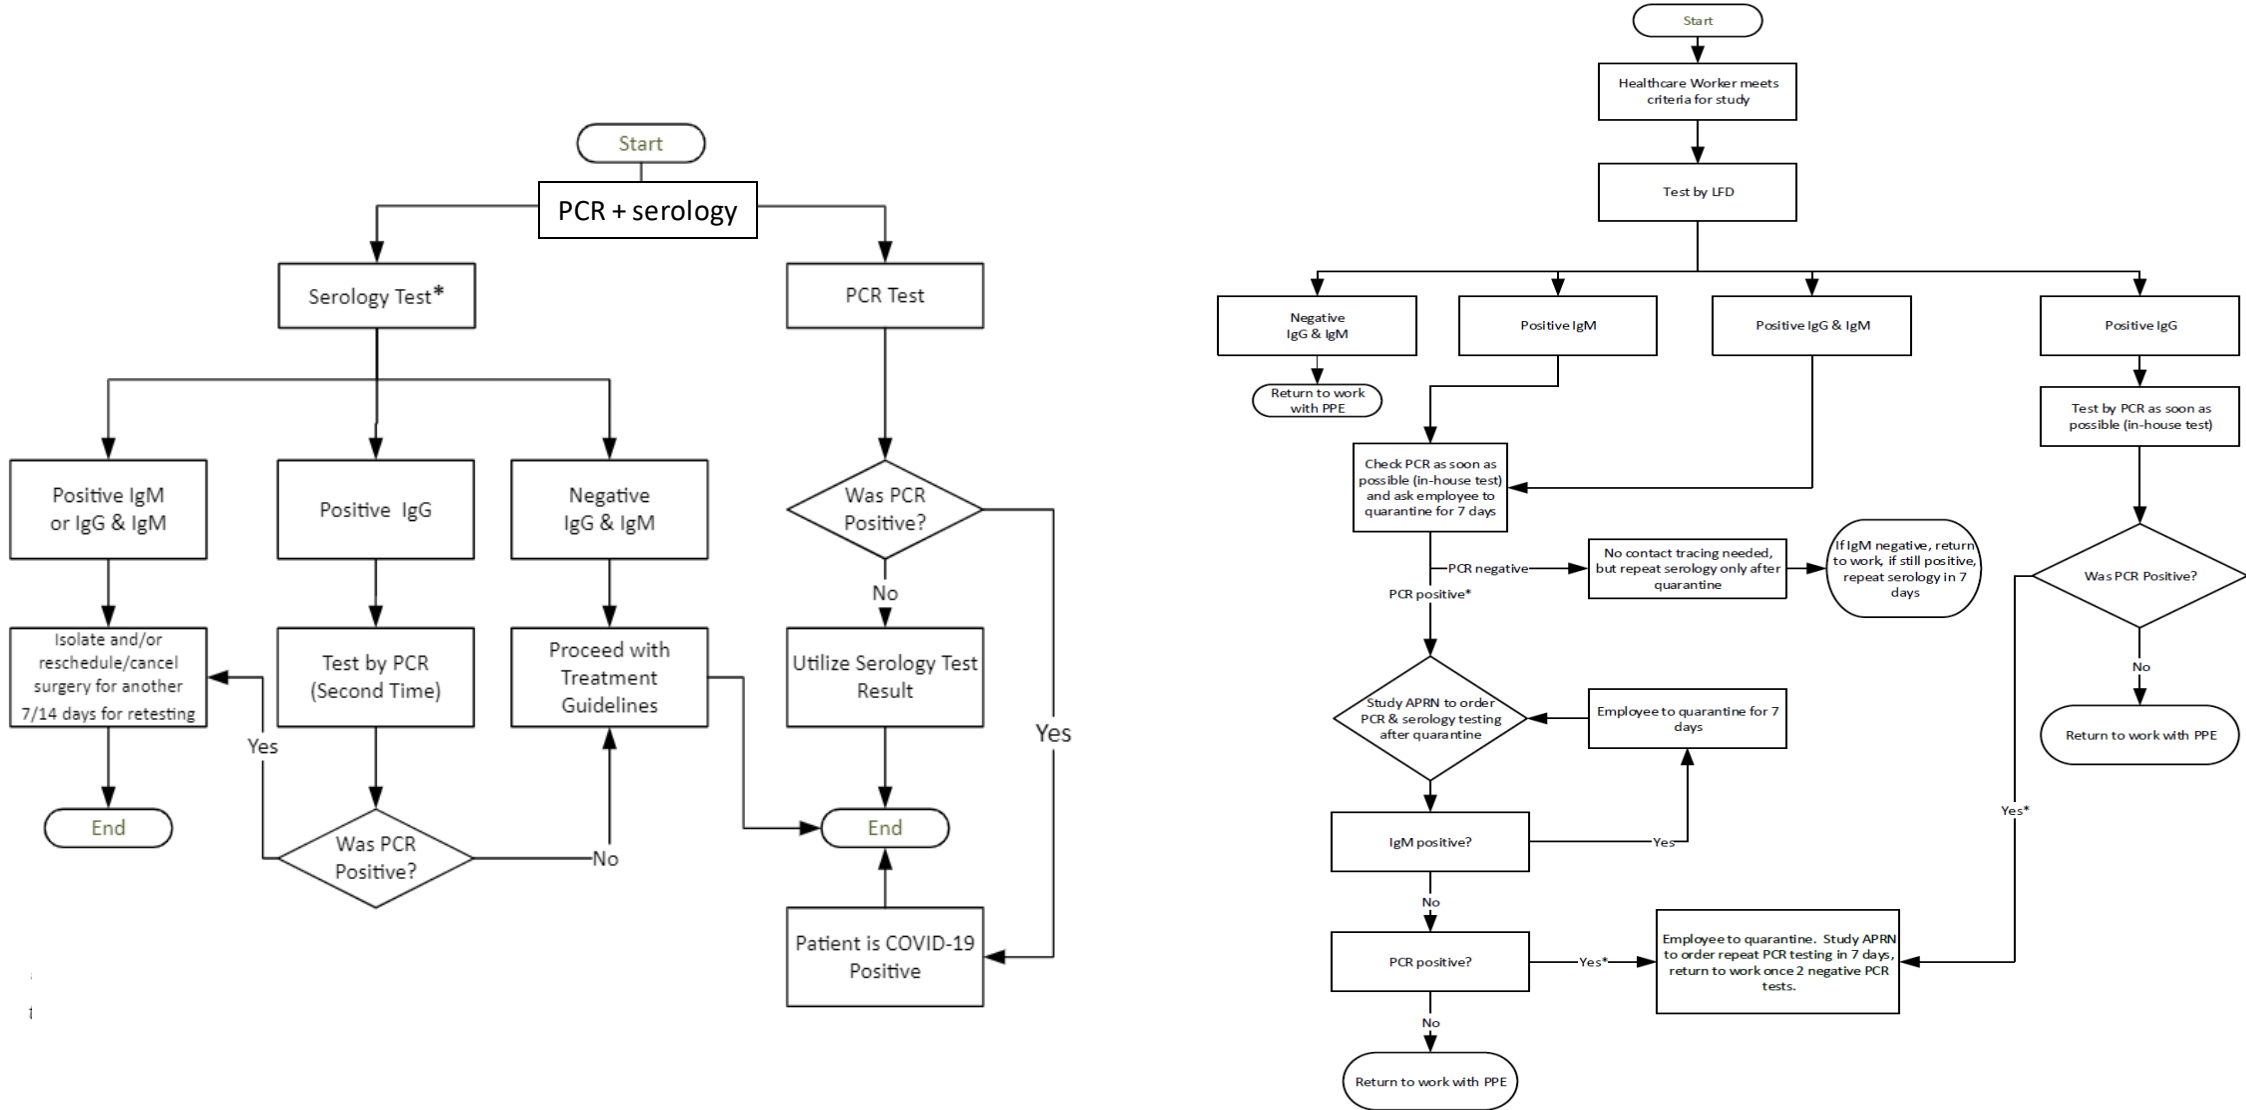 Start
PCR + serology
Serology Test*
PCR Test
Positive IgM
or IgG & IgM
Positive IgG
Negative
IgG & IgM
Was PCR
Positive?
No
Isolate and/or
reschedule/cancel
surgery for another
7/14 days for retesting
Test by PCR
(Second Time)
Proceed with
Treatment
Guidelines
Utilize Serology Test
Result
Yes
Yes
End
Was PCR
Positive?
No
End
Patient is COVID-19
Positive
Start
Healthcare Worker meets
criteria for study
Test by LFD
Negative
IgG & IgM
Positive IgM
Positive IgG & IgM
Positive IgG
Return to work
with PPE
Test by PCR as soon as
possible (in-house test)
Check PCR as soon as
possible (in-house test)
and ask employee to
quarantine for 7 days
PCR negative
No contact tracing needed,
but repeat serology only after
quarantine
If IgM negative, return
to work, if still positive,
repeat serology in 7
days
Was PCR Positive?
PCR positive*
No
Study APRN to order
PCR & serology testing
after quarantine
Employee to quarantine for 7
days
Return to work with PPE
Yes*
IgM positive?
Yes
No
PCR positive?
Yes*
Employee to quarantine. Study APRN
to order repeat PCR testing in 7 days,
return to work once 2 negative PCR
tests.
No
Return to work with PPE